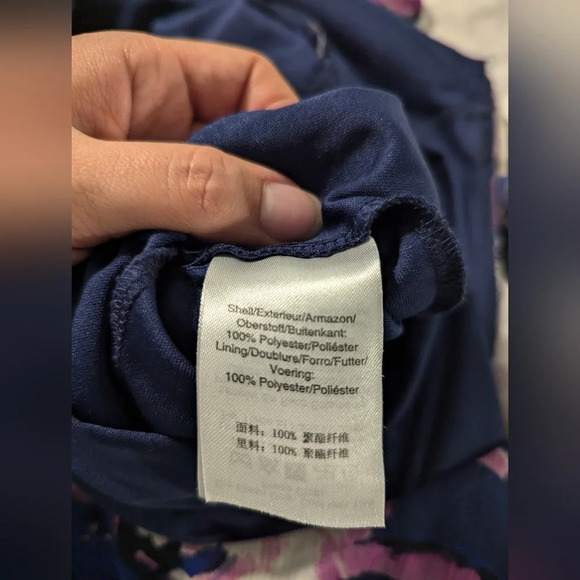 Shell/Exterieur/Armazon/
Oberstoff/Buitenkant:
100% Polyester/Poliéster
Lining/Doublure/Forro/Futter/
Voering:
100% Polyester/Poliéster
面料: 100% 聚酯纤维
里料: 100% 聚酯纤维